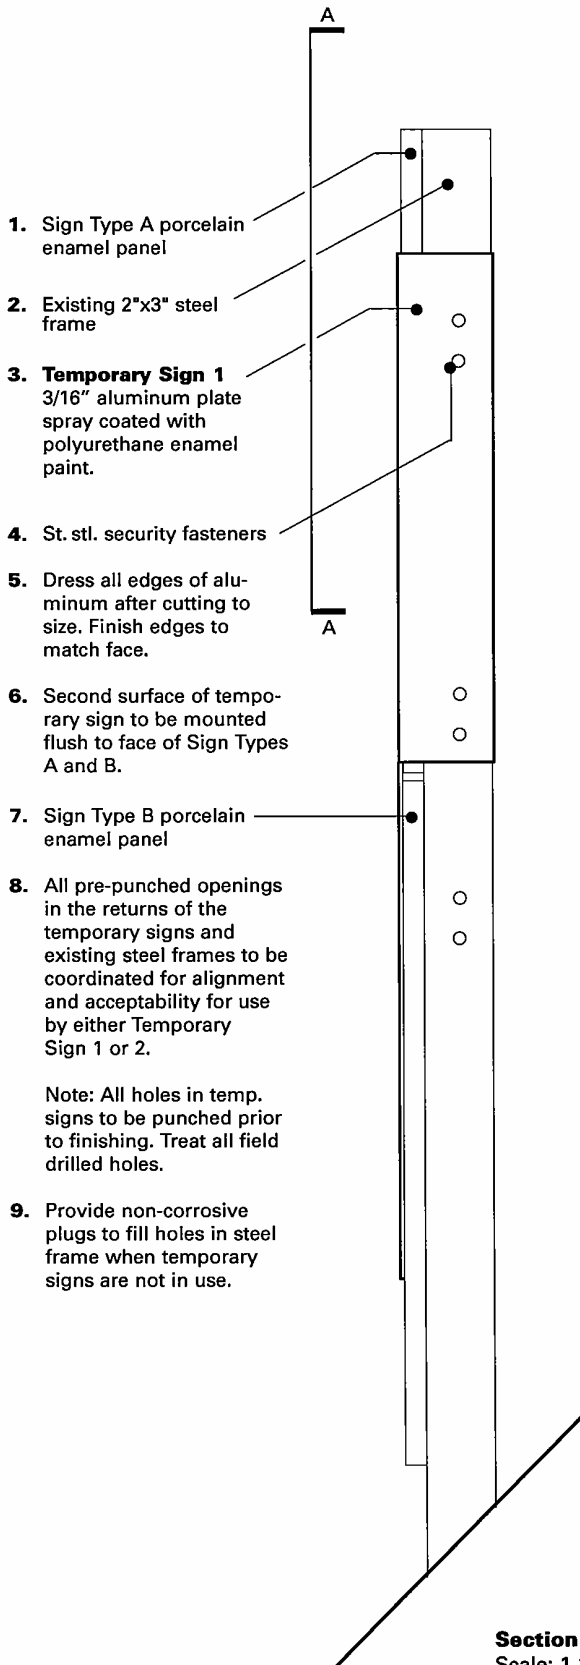 A
1. Sign Type A porcelain
enamel panel
2. Existing 2"x3" steel
frame
3. Temporary Sign 1
3/16" aluminum plate
spray coated with
polyurethane enamel
paint.
4. St. stl. security fasteners
5. Dress all edges of alu-
minum after cutting to
size. Finish edges to
match face.
A
6. Second surface of tempo-
rary sign to be mounted
flush to face of Sign Types
A and B.
7. Sign Type B porcelain
enamel panel
8. All pre-punched openings
in the returns of the
temporary signs and
existing steel frames to be
coordinated for alignment
and acceptability for use
by either Temporary
Sign 1 or 2.
Note: All holes in temp.
signs to be punched prior
to finishing. Treat all field
drilled holes.
9. Provide non-corrosive
plugs to fill holes in steel
frame when temporary
signs are not in use.
Section
Scale: 1